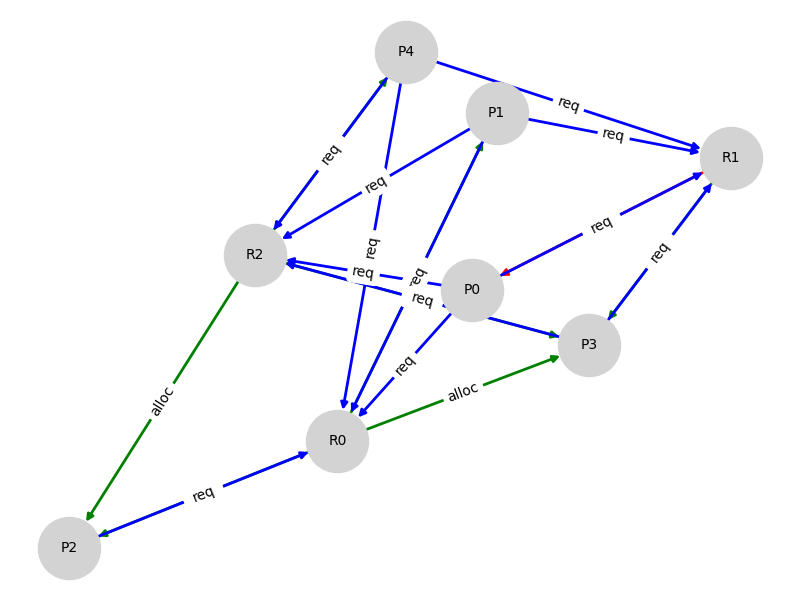 P4
req
P1
req
R1
req
req
req
req
R2
req
req
req
P0
req
P3
req
alloc
alloc
R0
req
P2